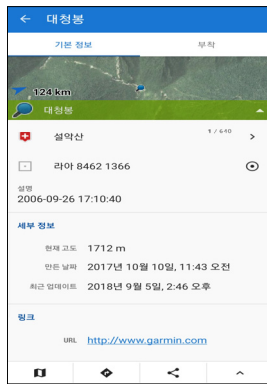 ← 대청봉
기본 정보 부착
124 km
대청봉
설악산 1 / 640 >
라아 8462 1366
설명
2006-09-26 17:10:40
세부 정보
현재 고도 1712 m
만든 날짜 2017년 10월 10일, 11:43 오전
최근 업데이트 2018년 9월 5일, 2:46 오후
링크
URL http://www.garmin.com